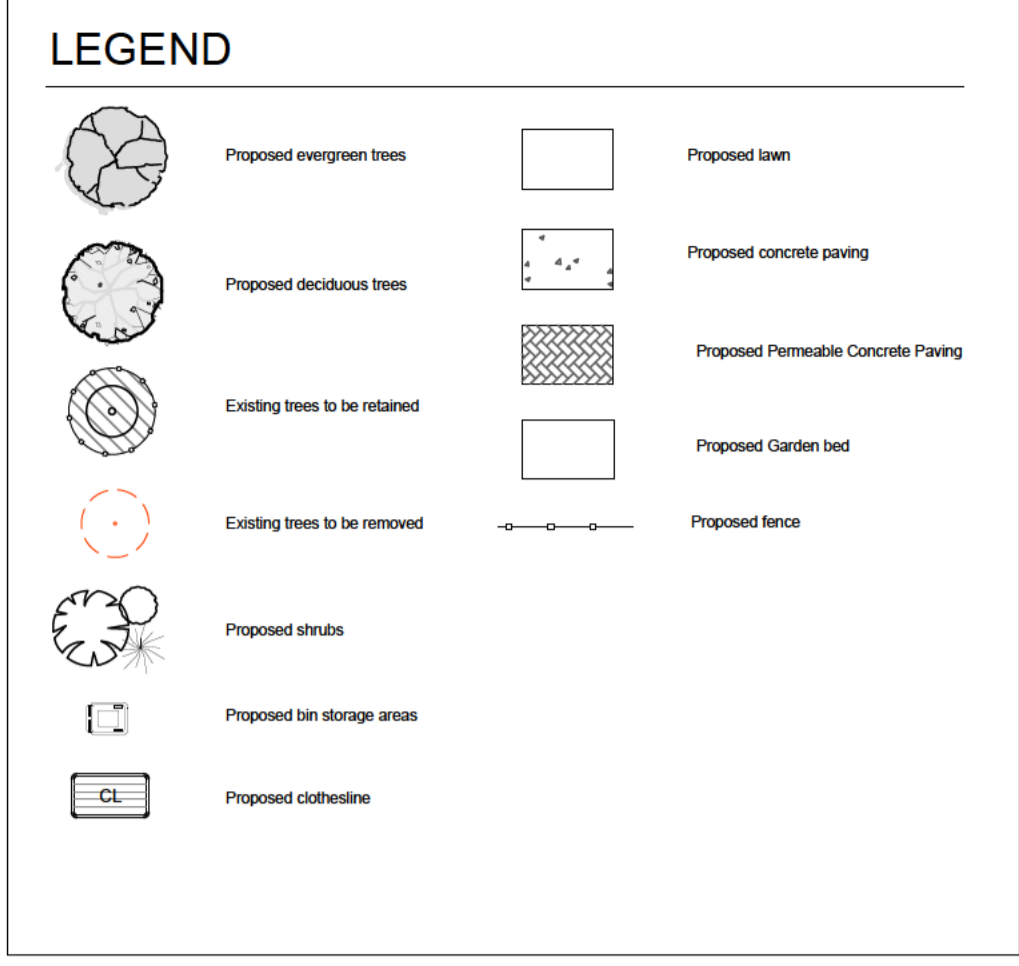 LEGEND
Proposed evergreen trees
Proposed deciduous trees
Existing trees to be retained
Existing trees to be removed
Proposed shrubs
Proposed bin storage areas
CL
Proposed clothesline
Proposed lawn
Proposed concrete paving
Proposed Permeable Concrete Paving
Proposed Garden bed
Proposed fence